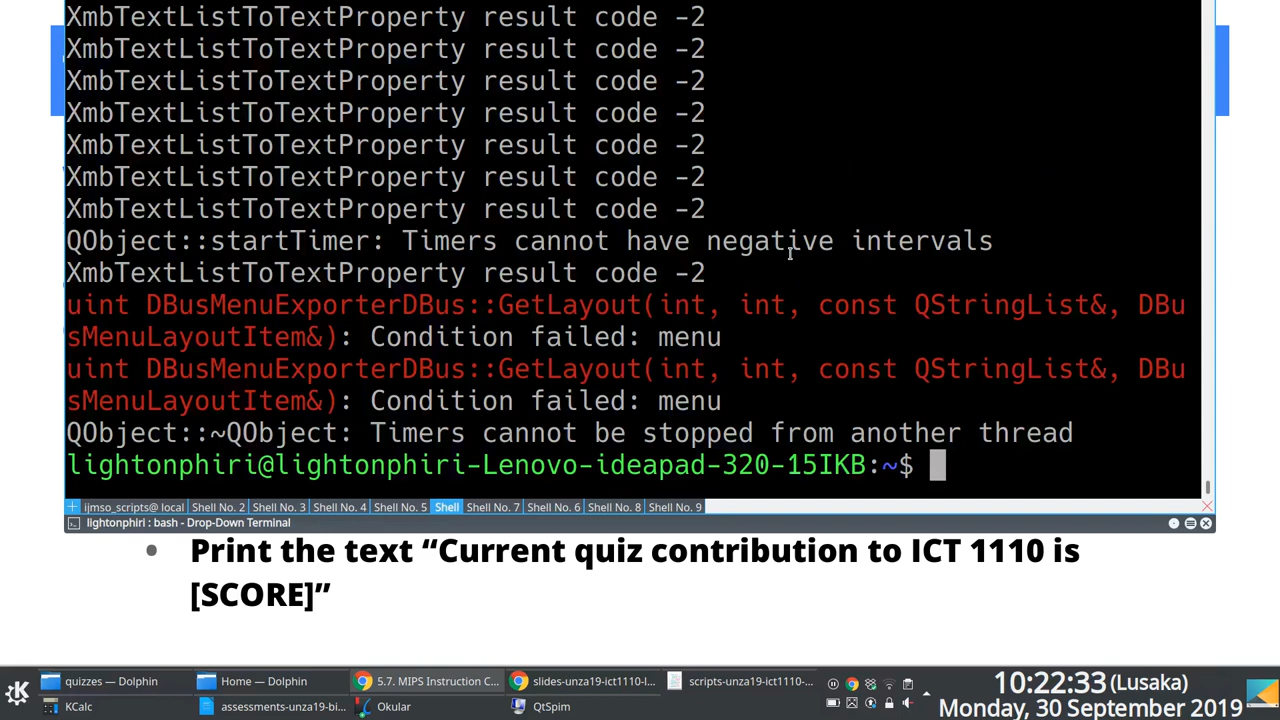 XmbTextListToTextProperty result code -2
XmbTextListToTextProperty result code -2
XmbTextListToTextProperty result code -2
XmbTextListToTextProperty result code -2
XmbTextListToTextProperty result code -2
XmbTextListToTextProperty result code -2
XmbTextListToTextProperty result code -2
QObject::startTimer: Timers cannot have negative intervals
XmbTextListToTextProperty result code -2
uint DBusMenuExporterDBus::GetLayout(int, int, const QStringList&, DBu
sMenuLayoutItem&): Condition failed: menu
uint DBusMenuExporterDBus::GetLayout(int, int, const QStringList&, DBu
sMenuLayoutItem&): Condition failed: menu
QObject::~QObject: Timers cannot be stopped from another thread
lightonphiri@lightonphiri-Lenovo-ideapad-320-15IKB:~$
ijmso_scripts@ local Shell No. 2 Shell No. 3 Shell No. 4 Shell No. 5 Shell Shell No. 7 Shell No. 6 Shell No. 8 Shell No. 9
lightonphiri : bash - Drop-Down Terminal
• Print the text “Current quiz contribution to ICT 1110 is
[SCORE]”
quizzes — Dolphin Home — Dolphin 5.7. MIPS Instruction C... slides-unza19-ict1110-l... scripts-unza19-ict1110-...
KCalc assessments-unza19-bi... Okular QtSpim
10:22:33 (Lusaka)
Monday, 30 September 2019